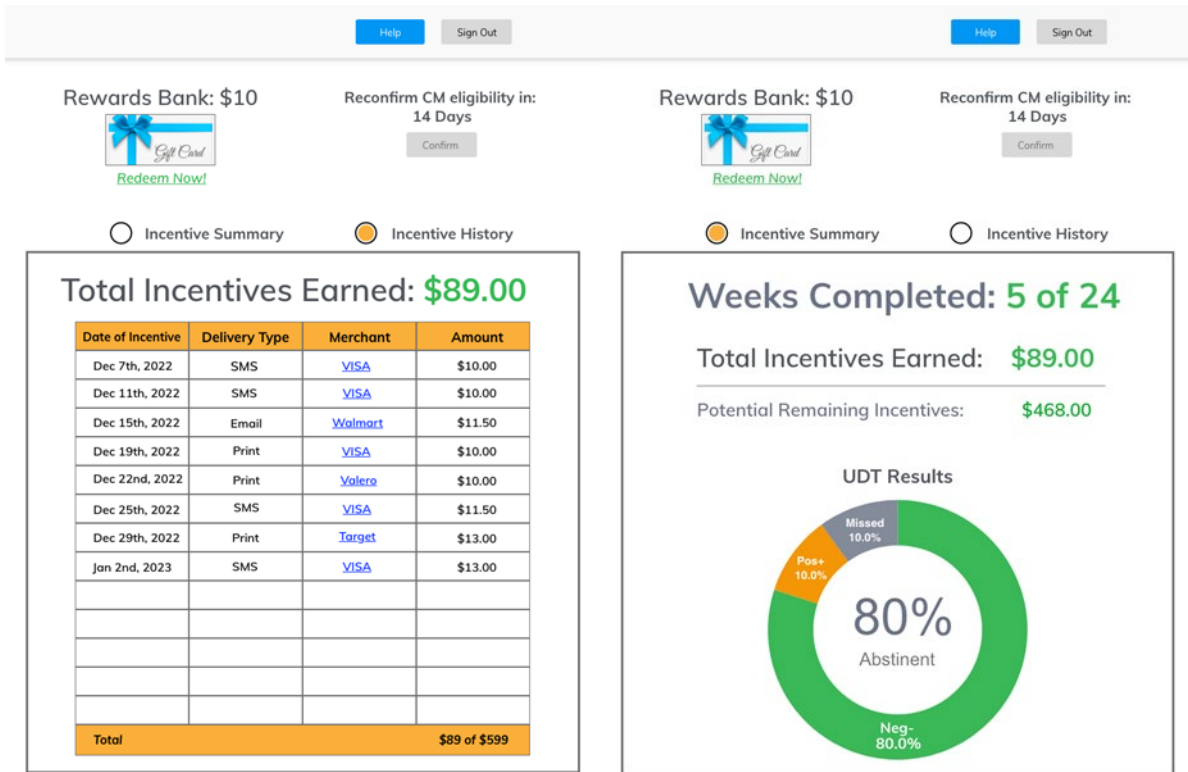 Help Sign Out
Rewards Bank: $10
Gift Card
Redeem Now!
Reconfirm CM eligibility in:
14 Days
Confirm
Incentive Summary Incentive History
Total Incentives Earned: $89.00
Date of Incentive Delivery Type Merchant Amount
Dec 7th, 2022 SMS VISA $10.00
Dec 11th, 2022 SMS VISA $10.00
Dec 15th, 2022 Email Walmart $11.50
Dec 19th, 2022 Print VISA $10.00
Dec 22nd, 2022 Print Valero $10.00
Dec 25th, 2022 SMS VISA $11.50
Dec 29th, 2022 Print Target $13.00
Jan 2nd, 2023 SMS VISA $13.00
Total $89 of $599
Help Sign Out
Rewards Bank: $10
Gift Card
Redeem Now!
Reconfirm CM eligibility in:
14 Days
Confirm
Incentive Summary Incentive History
Weeks Completed: 5 of 24
Total Incentives Earned: $89.00
Potential Remaining Incentives: $468.00
UDT Results
Missed
10.0%
Pos+
10.0%
80%
Abstinent
Neg-
80.0%